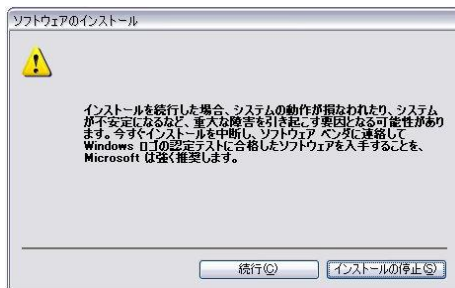 ソフトウェアのインストール
インストールを続行した場合、システムの動作が損なわれたり、システム
が不安定になるなど、重大な障害を引き起こす要因となる可能性があり
ます。今すぐインストールを中断し、ソフトウェア ベンダに連絡して
Windows ロゴの認定テストに合格したソフトウェアを入手することを、
Microsoft は強く推奨します。
続行(C)
インストールの停止(S)